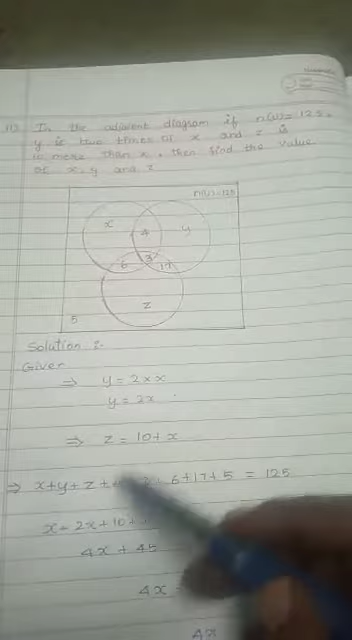 In the adjacent diagram if n(U)=125,
y is two times of x and z is
10 more than x, then find the value
of x, y and z
n(U)=125
x
4
y
6
3
17
z
5
Solution :-
Given
⇒ y = 2 × x
y = 2x
⇒ z = 10 + x
⇒ x + y + z + 6 + 17 + 5 = 125
x + 2x + 10 +
4x + 45
4x
4x